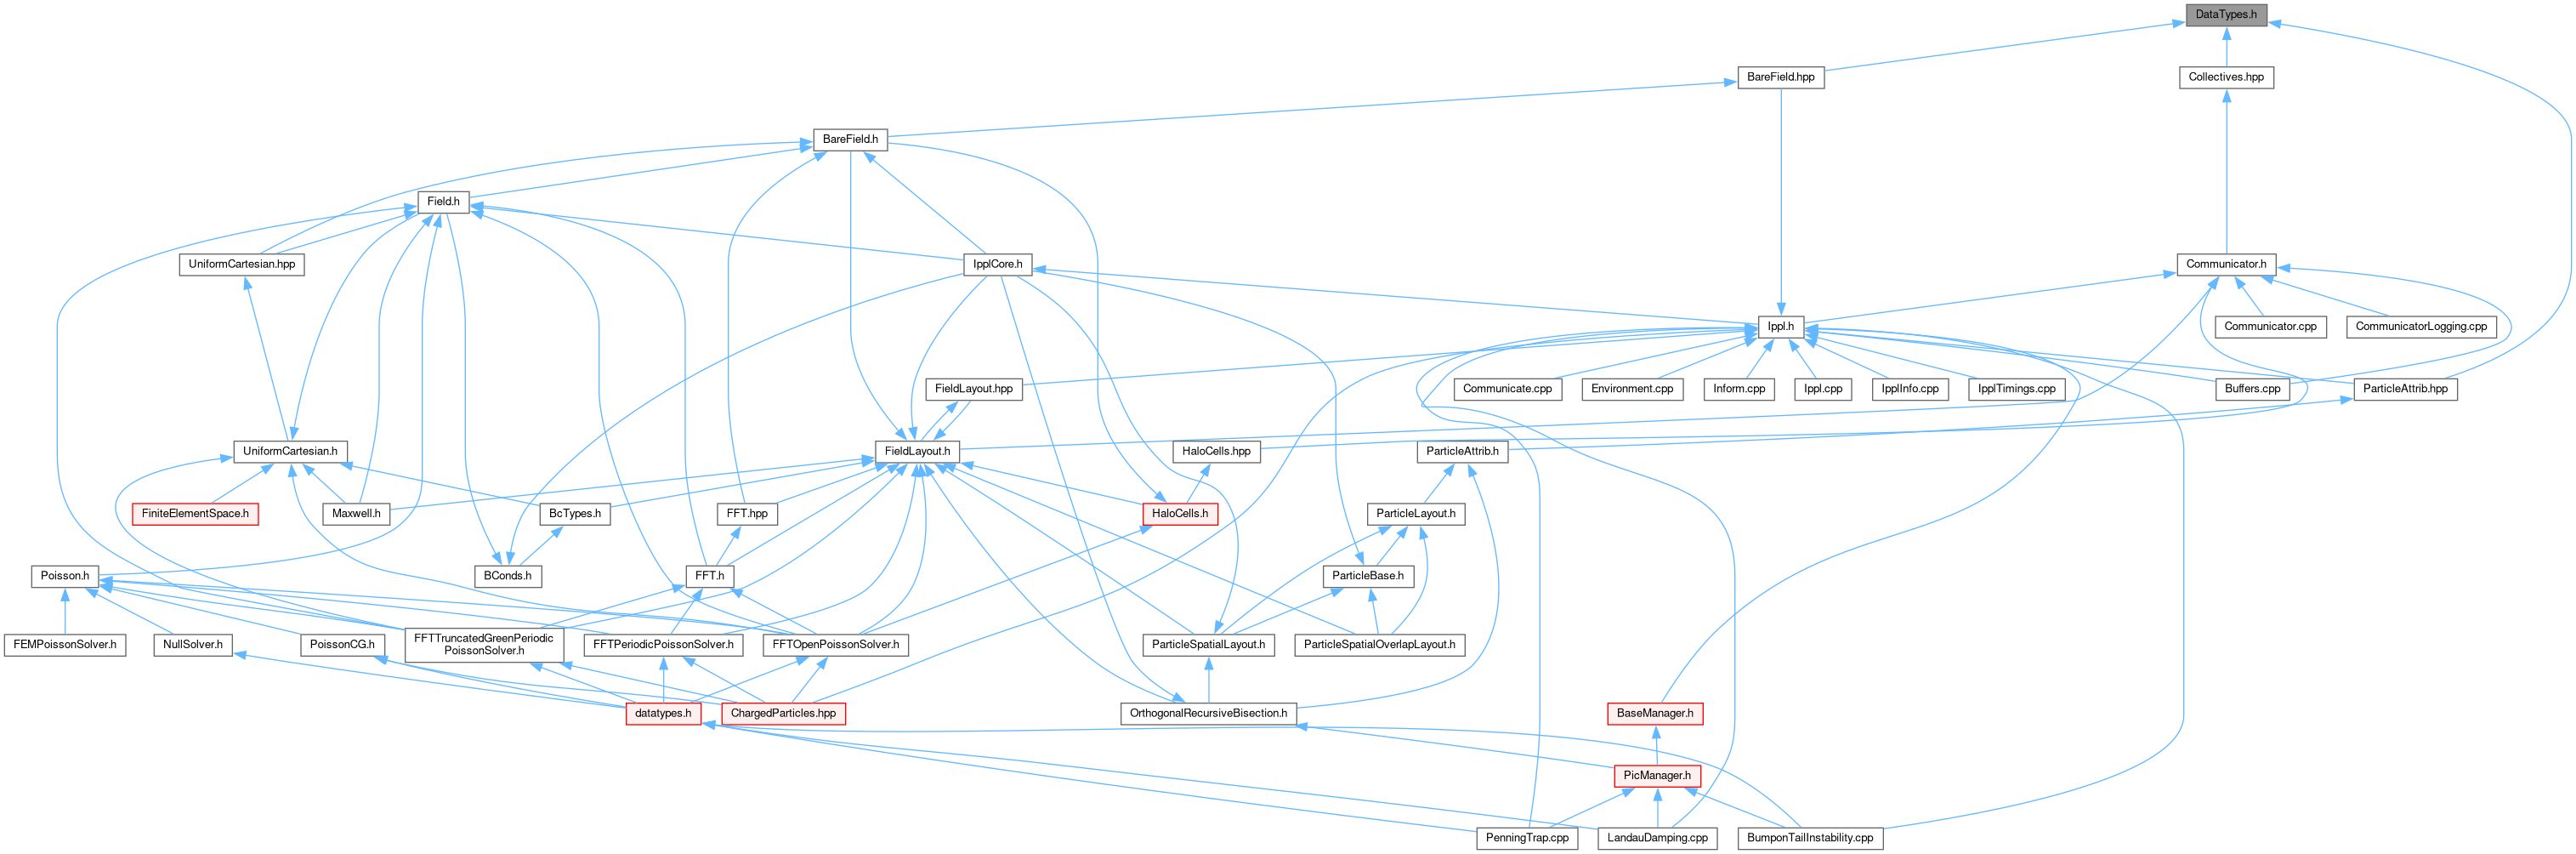 DataTypes.h
BareField.hpp
Collectives.hpp
BareField.h
Field.h
UniformCartesian.hpp
IpplCore.h
Communicator.h
Ippl.h
Communicator.cpp
CommunicatorLogging.cpp
FieldLayout.hpp
Communicate.cpp
Environment.cpp
Inform.cpp
Ippl.cpp
IpplInfo.cpp
IpplTimings.cpp
Buffers.cpp
ParticleAttrib.hpp
UniformCartesian.h
FieldLayout.h
HaloCells.hpp
ParticleAttrib.h
FiniteElementSpace.h
Maxwell.h
BcTypes.h
FFT.hpp
HaloCells.h
ParticleLayout.h
Poisson.h
BConds.h
FFT.h
ParticleBase.h
FEMPoissonSolver.h
NullSolver.h
PoissonCG.h
FFTTruncatedGreenPeriodic
PoissonSolver.h
FFTPeriodicPoissonSolver.h
FFTOpenPoissonSolver.h
ParticleSpatialLayout.h
ParticleSpatialOverlapLayout.h
datatypes.h
ChargedParticles.hpp
OrthogonalRecursiveBisection.h
BaseManager.h
PicManager.h
PenningTrap.cpp
LandauDamping.cpp
BumponTailInstability.cpp